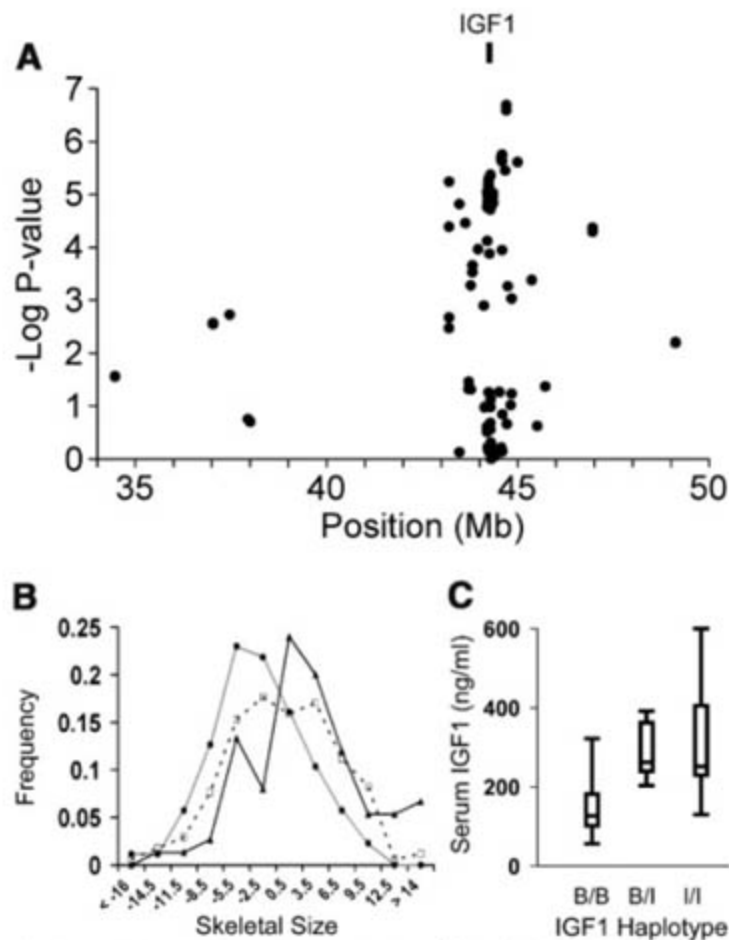 IGF1
A
7
6
5
4
3
2
1
0
-Log P-value
35 40 45 50
Position (Mb)
B
0.25
0.2
0.15
0.1
0.05
0
Frequency
< -16 -14.5 -11.5 -8.5 -5.5 -2.5 0.5 3.5 6.5 9.5 12.5 > 14
Skeletal Size
C
600
400
200
0
Serum IGF1 (ng/ml)
B/B B/I I/I
IGF1 Haplotype